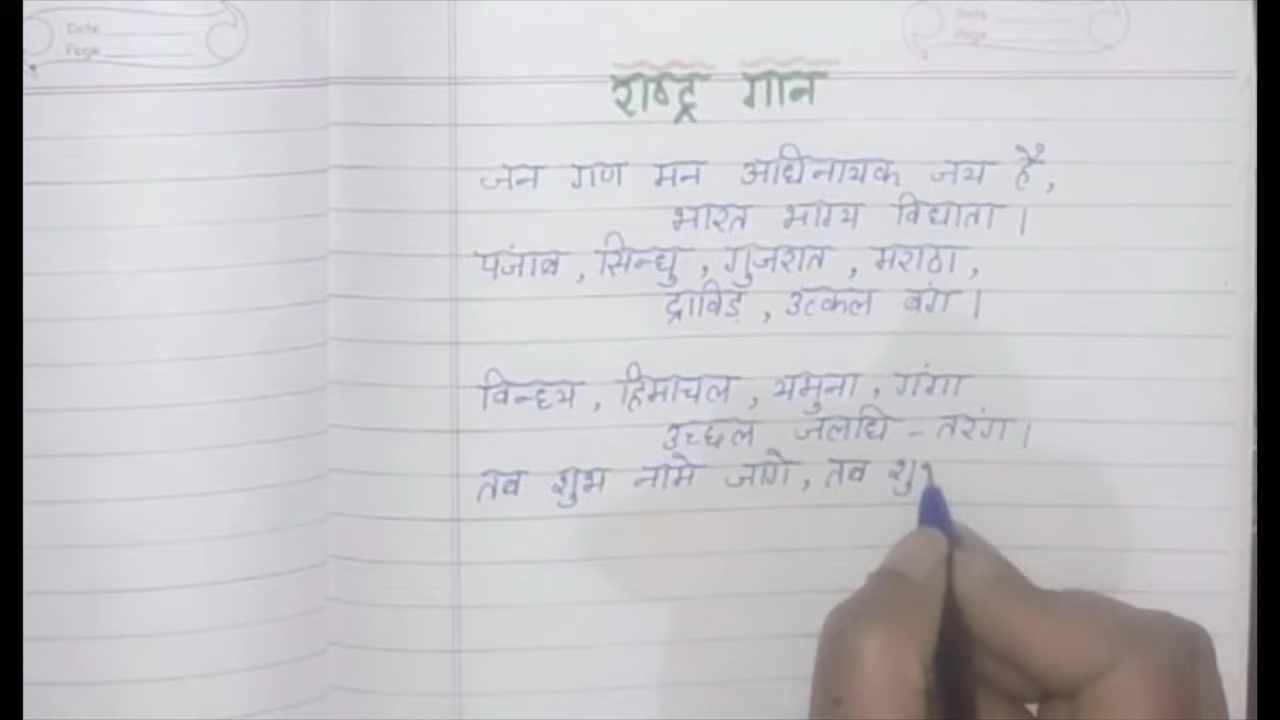 Date
Page
Date
Page
राष्ट्र गान
जन गण मन अधिनायक जय है,
भारत भाग्य विधाता।
पंजाब, सिन्धु, गुजरात, मराठा,
द्राविड़, उत्कल बंग।
विन्ध्य, हिमाचल, यमुना, गंगा
उच्छल जलधि - तरंग।
तव शुभ नामे जागे, तव शु